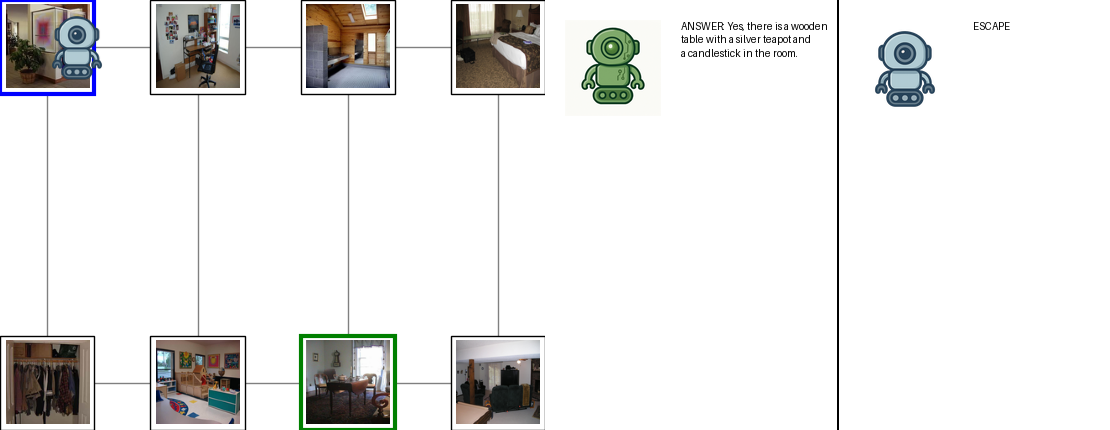 ANSWER: Yes, there is a wooden
table with a silver teapot and
a candlestick in the room.
ESCAPE